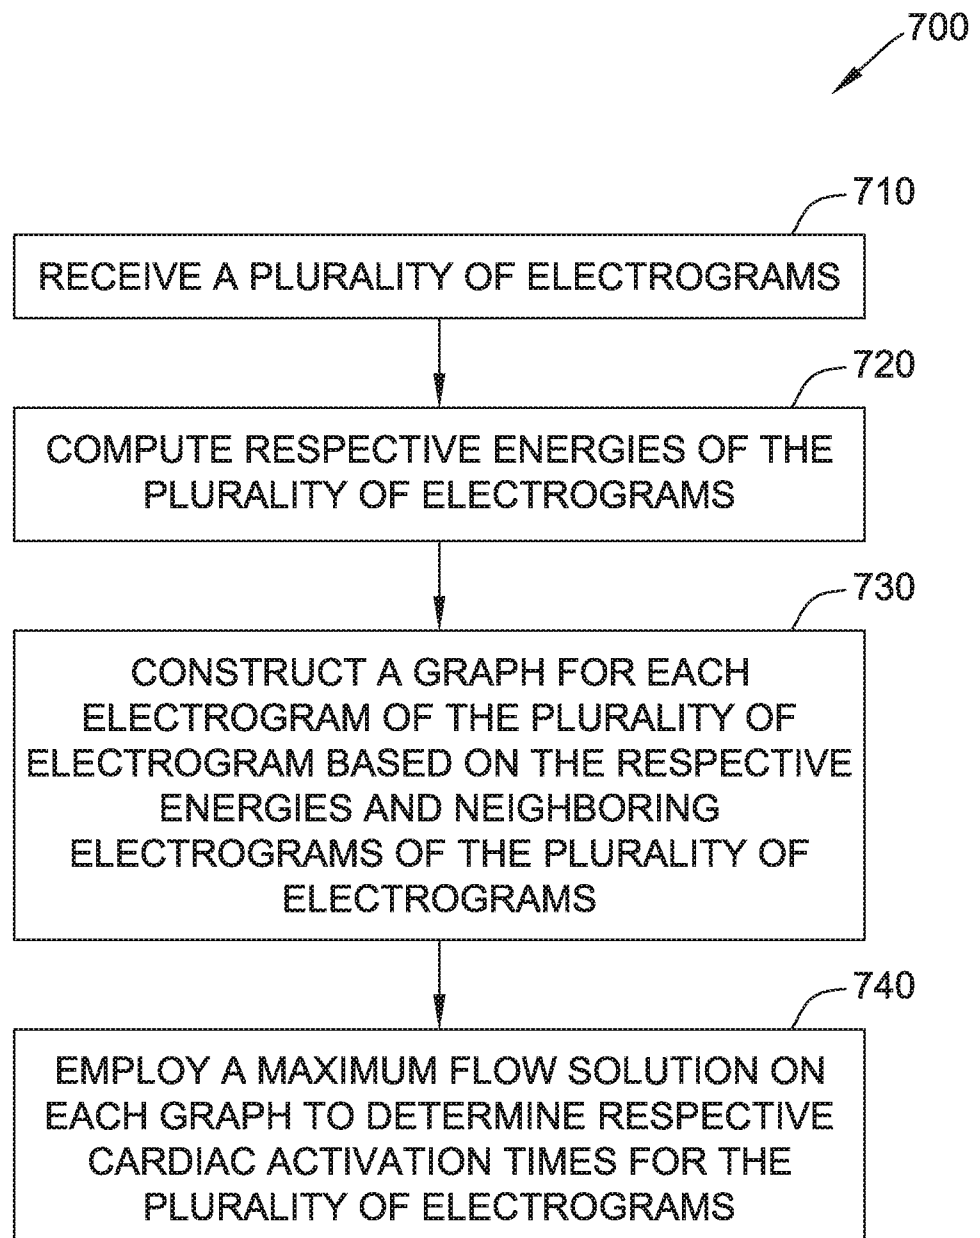 700
710
RECEIVE A PLURALITY OF ELECTROGRAMS
720
COMPUTE RESPECTIVE ENERGIES OF THE
PLURALITY OF ELECTROGRAMS
730
CONSTRUCT A GRAPH FOR EACH
ELECTROGRAM OF THE PLURALITY OF
ELECTROGRAM BASED ON THE RESPECTIVE
ENERGIES AND NEIGHBORING
ELECTROGRAMS OF THE PLURALITY OF
ELECTROGRAMS
740
EMPLOY A MAXIMUM FLOW SOLUTION ON
EACH GRAPH TO DETERMINE RESPECTIVE
CARDIAC ACTIVATION TIMES FOR THE
PLURALITY OF ELECTROGRAMS